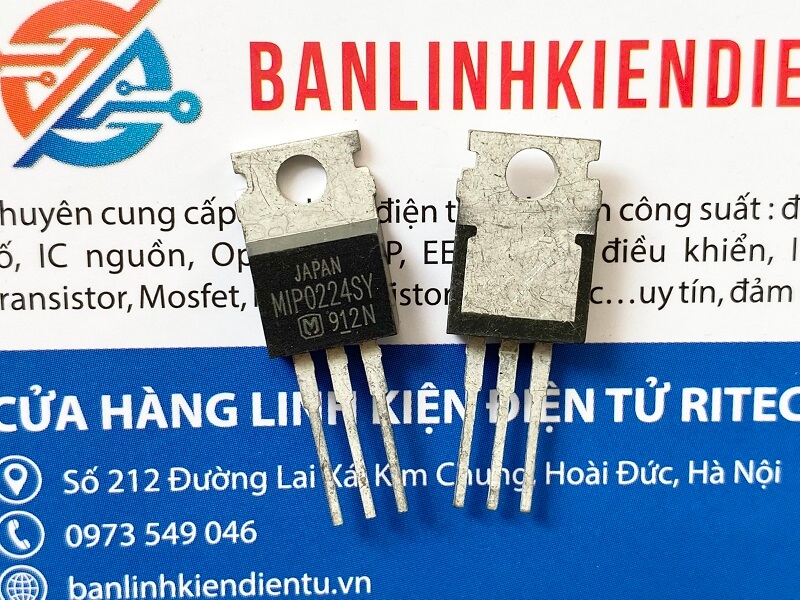 BANLINHKIENDIE
huyên cung cấp điện t n công suất : đ
ố, IC nguồn, Op P, EE điều khiển, I
ransistor, Mosfet, istor c...uy tín, đảm
JAPAN
MIP0224SY
M 912N
CỬA HÀNG LINH KIỆN ĐIỆN TỬ RITEC
Số 212 Đường Lai Xá, Kim Chung, Hoài Đức, Hà Nội
0973 549 046
banlinhkiendientu.vn